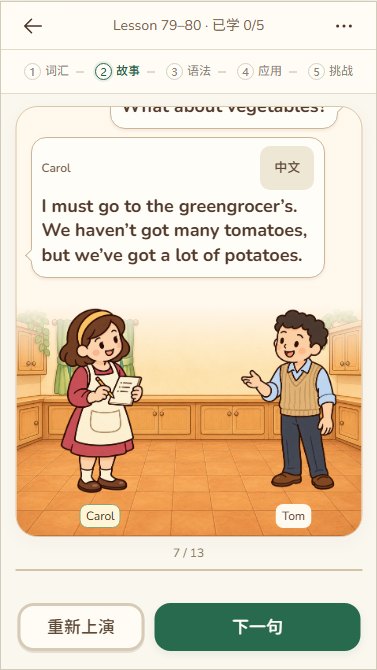 Lesson 79–80 · 已学 0/5
1 词汇 – 2 故事 – 3 语法 – 4 应用 – 5 挑战
What about vegetables?
Carol
中文
I must go to the greengrocer’s.
We haven’t got many tomatoes,
but we’ve got a lot of potatoes.
Carol
Tom
7 / 13
重新上演
下一句